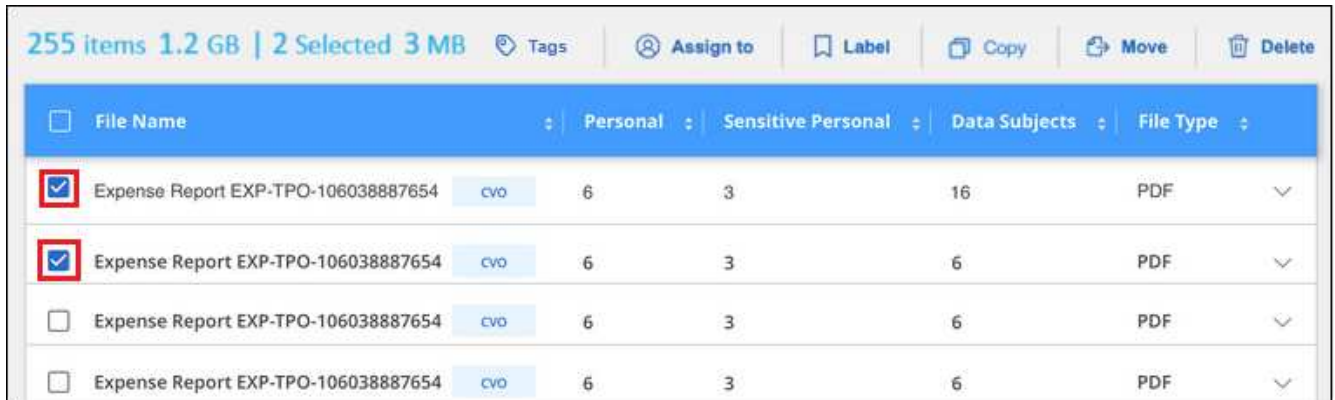 255 items 1.2 GB | 2 Selected 3 MB Tags Assign to Label Copy Move Delete
File Name Personal Sensitive Personal Data Subjects File Type
Expense Report EXP-TPO-106038887654 CVO 6 3 16 PDF
Expense Report EXP-TPO-106038887654 CVO 6 3 6 PDF
Expense Report EXP-TPO-106038887654 CVO 6 3 6 PDF
Expense Report EXP-TPO-106038887654 CVO 6 3 6 PDF